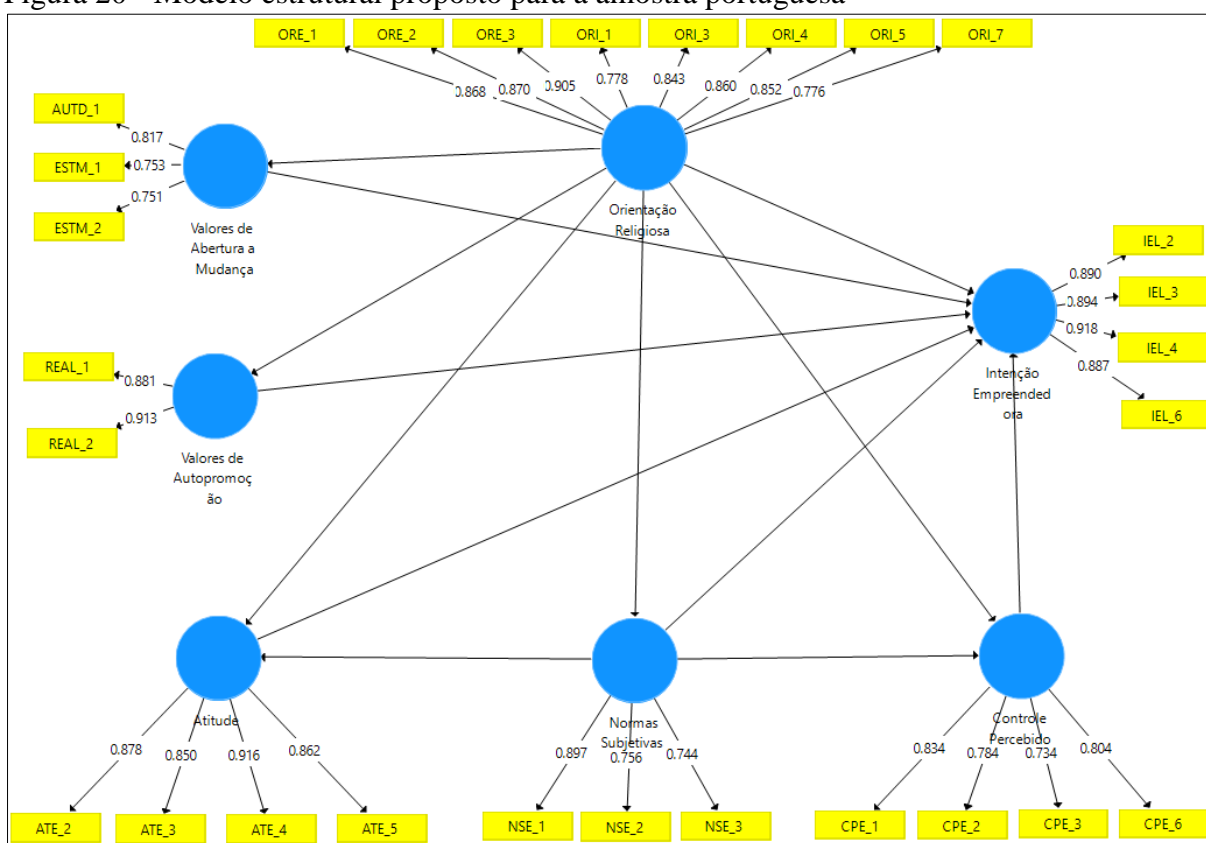 Figura 20 - Modelo estrutural proposto para a amostra portuguesa
ORE_1 ORE_2 ORE_3 ORI_1 ORI_3 ORI_4 ORI_5 ORI_7
0.868 0.870 0.905 0.778 0.843 0.860 0.852 0.776
AUTD_1
0.817
ESTM_1
0.753
ESTM_2
0.751
Valores de
Abertura a
Mudança
Orientação
Religiosa
IEL_2
0.890
IEL_3
0.894
IEL_4
0.918
IEL_6
0.887
Intenção
Empreended
ora
REAL_1
0.881
REAL_2
0.913
Valores de
Autopromoç
ão
Atitude
0.878 0.850 0.916 0.862
ATE_2 ATE_3 ATE_4 ATE_5
Normas
Subjetivas
0.897 0.756 0.744
NSE_1 NSE_2 NSE_3
Controle
Percebido
0.834 0.784 0.734 0.804
CPE_1 CPE_2 CPE_3 CPE_6